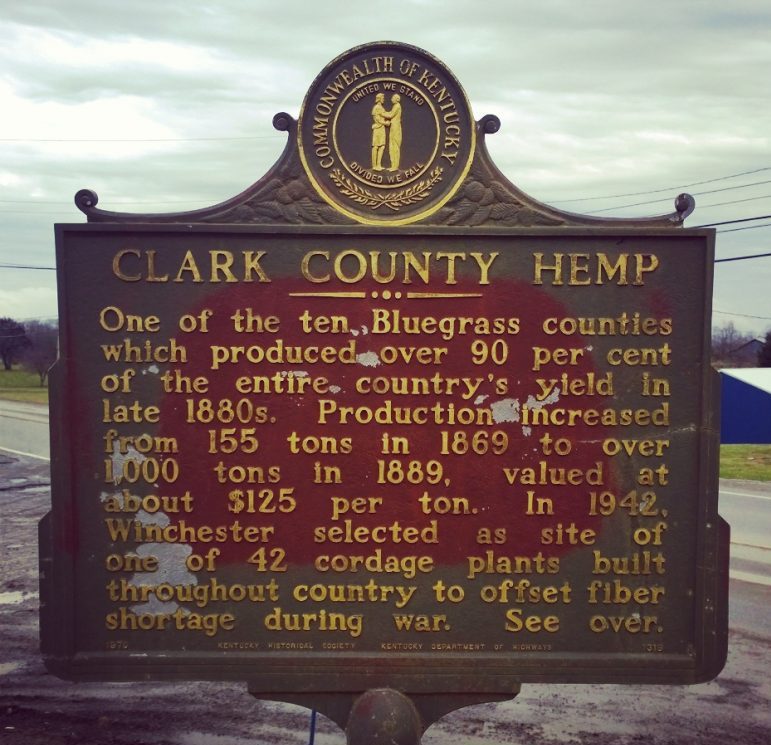 COMMONWEALTH OF KENTUCKY
UNITED WE STAND
DIVIDED WE FALL
CLARK COUNTY HEMP
One of the ten Bluegrass counties
which produced over 90 per cent
of the entire country's yield in
late 1880s. Production increased
from 155 tons in 1869 to over
1,000 tons in 1889, valued at
about $125 per ton. In 1942,
Winchester selected as site of
one of 42 cordage plants built
throughout country to offset fiber
shortage during war. See over.
KENTUCKY HISTORICAL SOCIETY KENTUCKY DEPARTMENT OF HIGHWAYS 1319